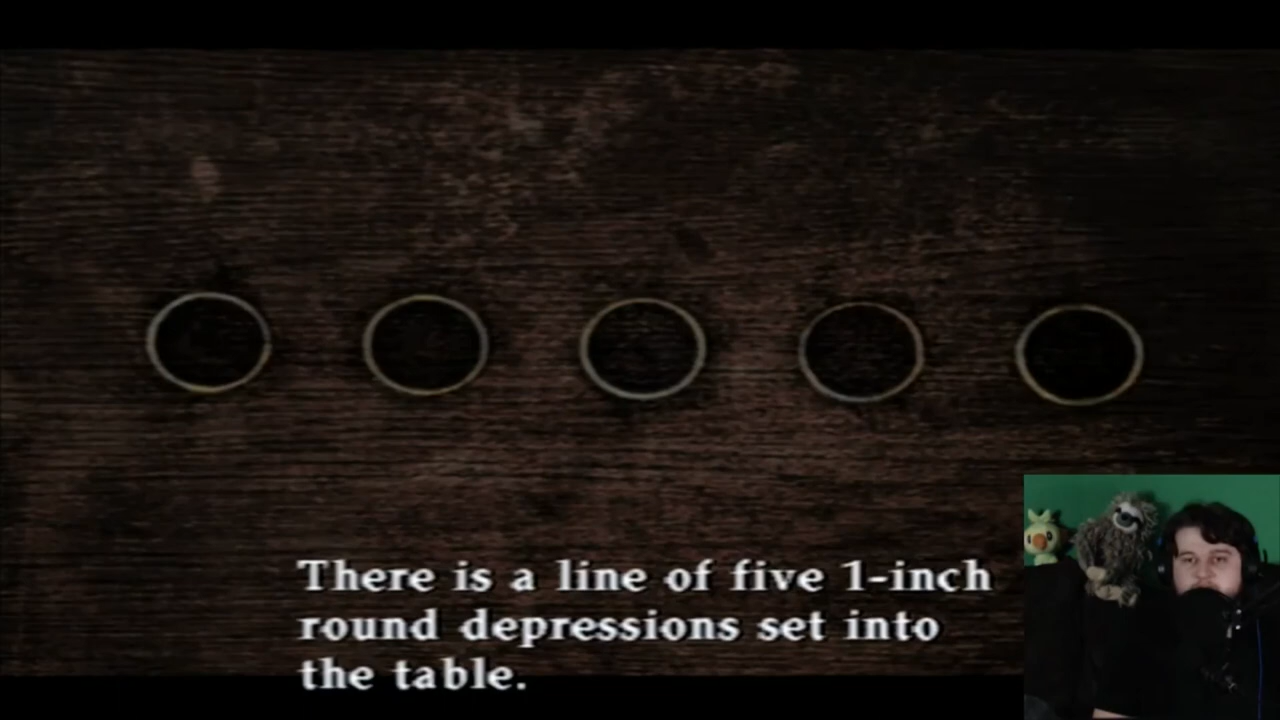 There is a line of five 1-inch
round depressions set into
the table.